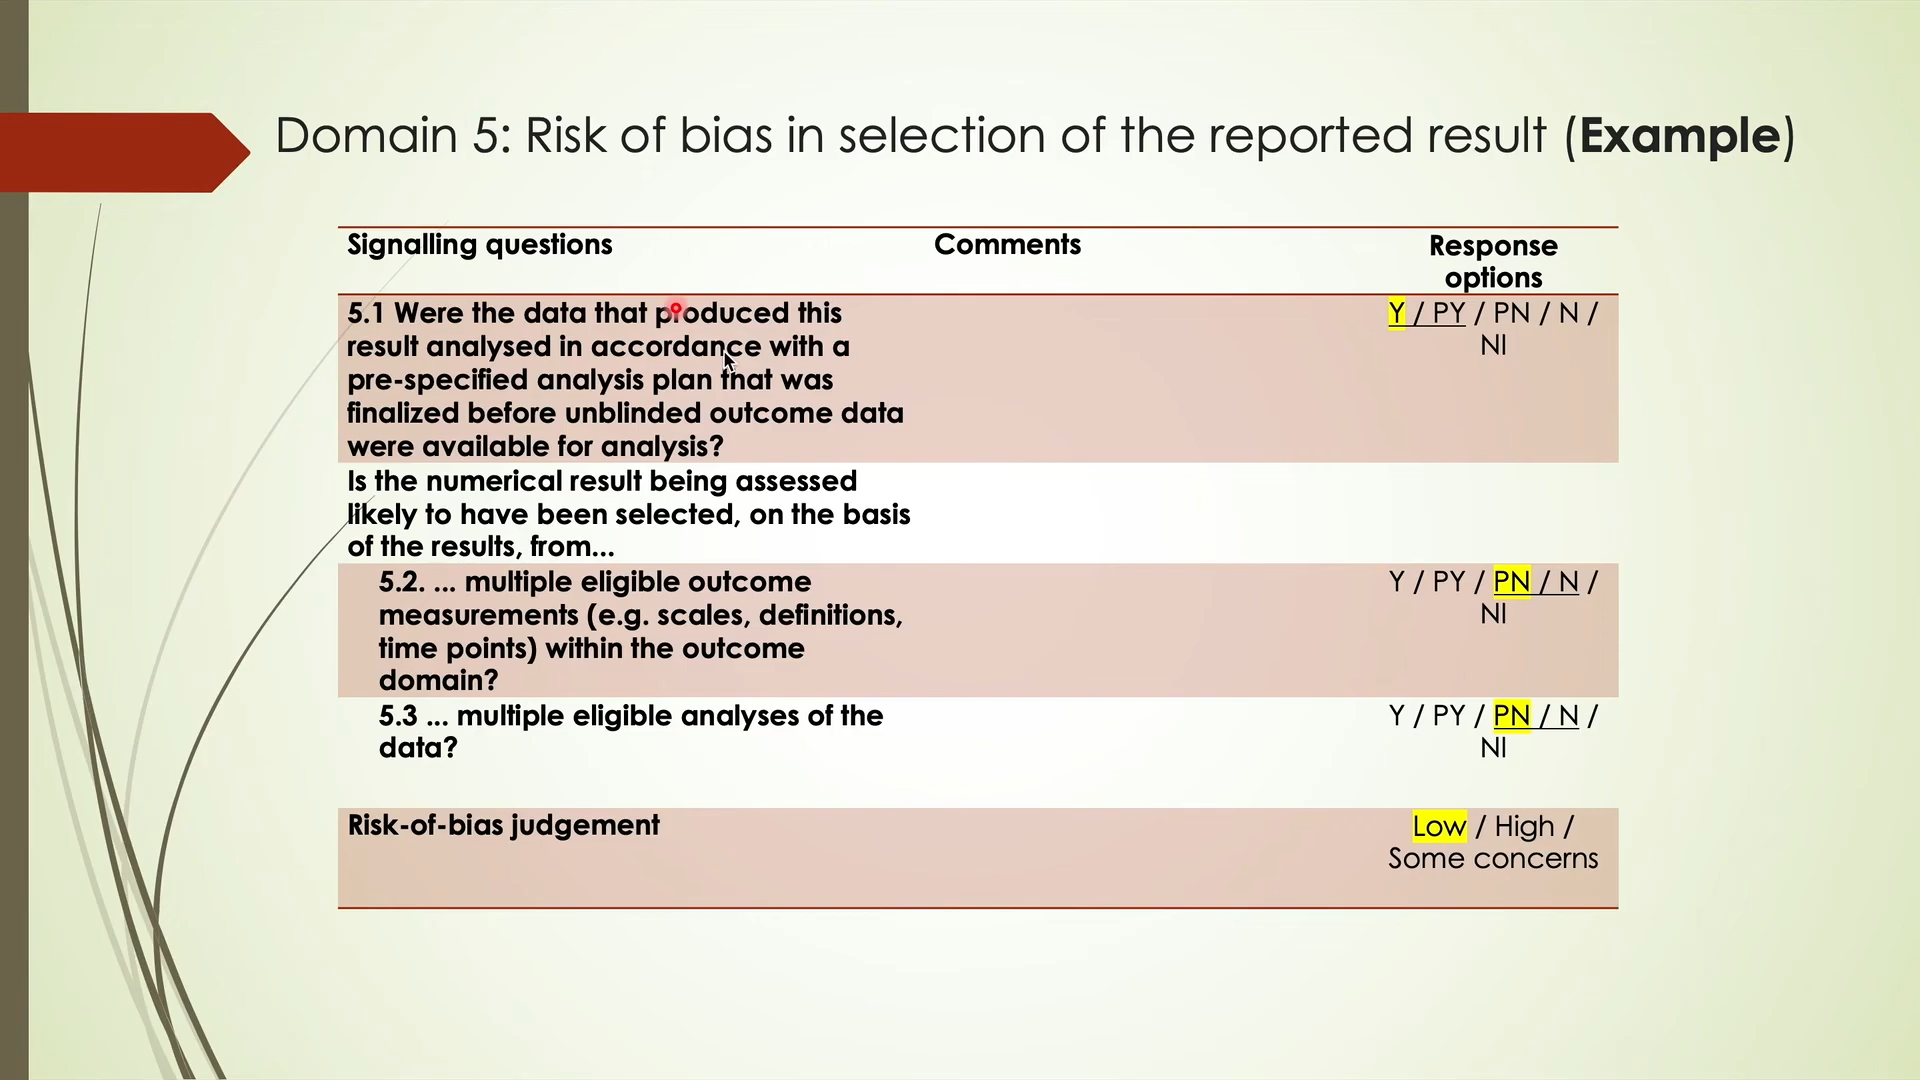 Domain 5: Risk of bias in selection of the reported result (Example)
Signalling questions
Comments
Response
options
5.1 Were the data that produced this
result analysed in accordance with a
pre-specified analysis plan that was
finalized before unblinded outcome data
were available for analysis?
Y / PY / PN / N /
NI
Is the numerical result being assessed
likely to have been selected, on the basis
of the results, from...
5.2. ... multiple eligible outcome
measurements (e.g. scales, definitions,
time points) within the outcome
domain?
Y / PY / PN / N /
NI
5.3 ... multiple eligible analyses of the
data?
Y / PY / PN / N /
NI
Risk-of-bias judgement
Low / High /
Some concerns